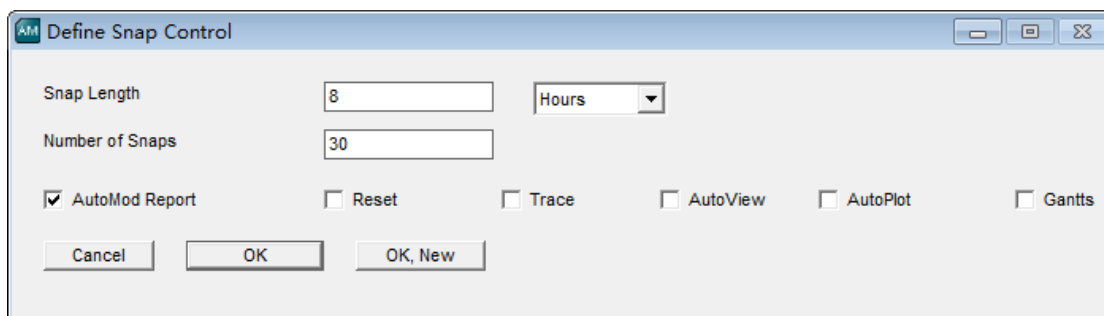 AM Define Snap Control
Snap Length 8 Hours
Number of Snaps 30
AutoMod Report Reset Trace AutoView AutoPlot Gantts
Cancel OK OK, New